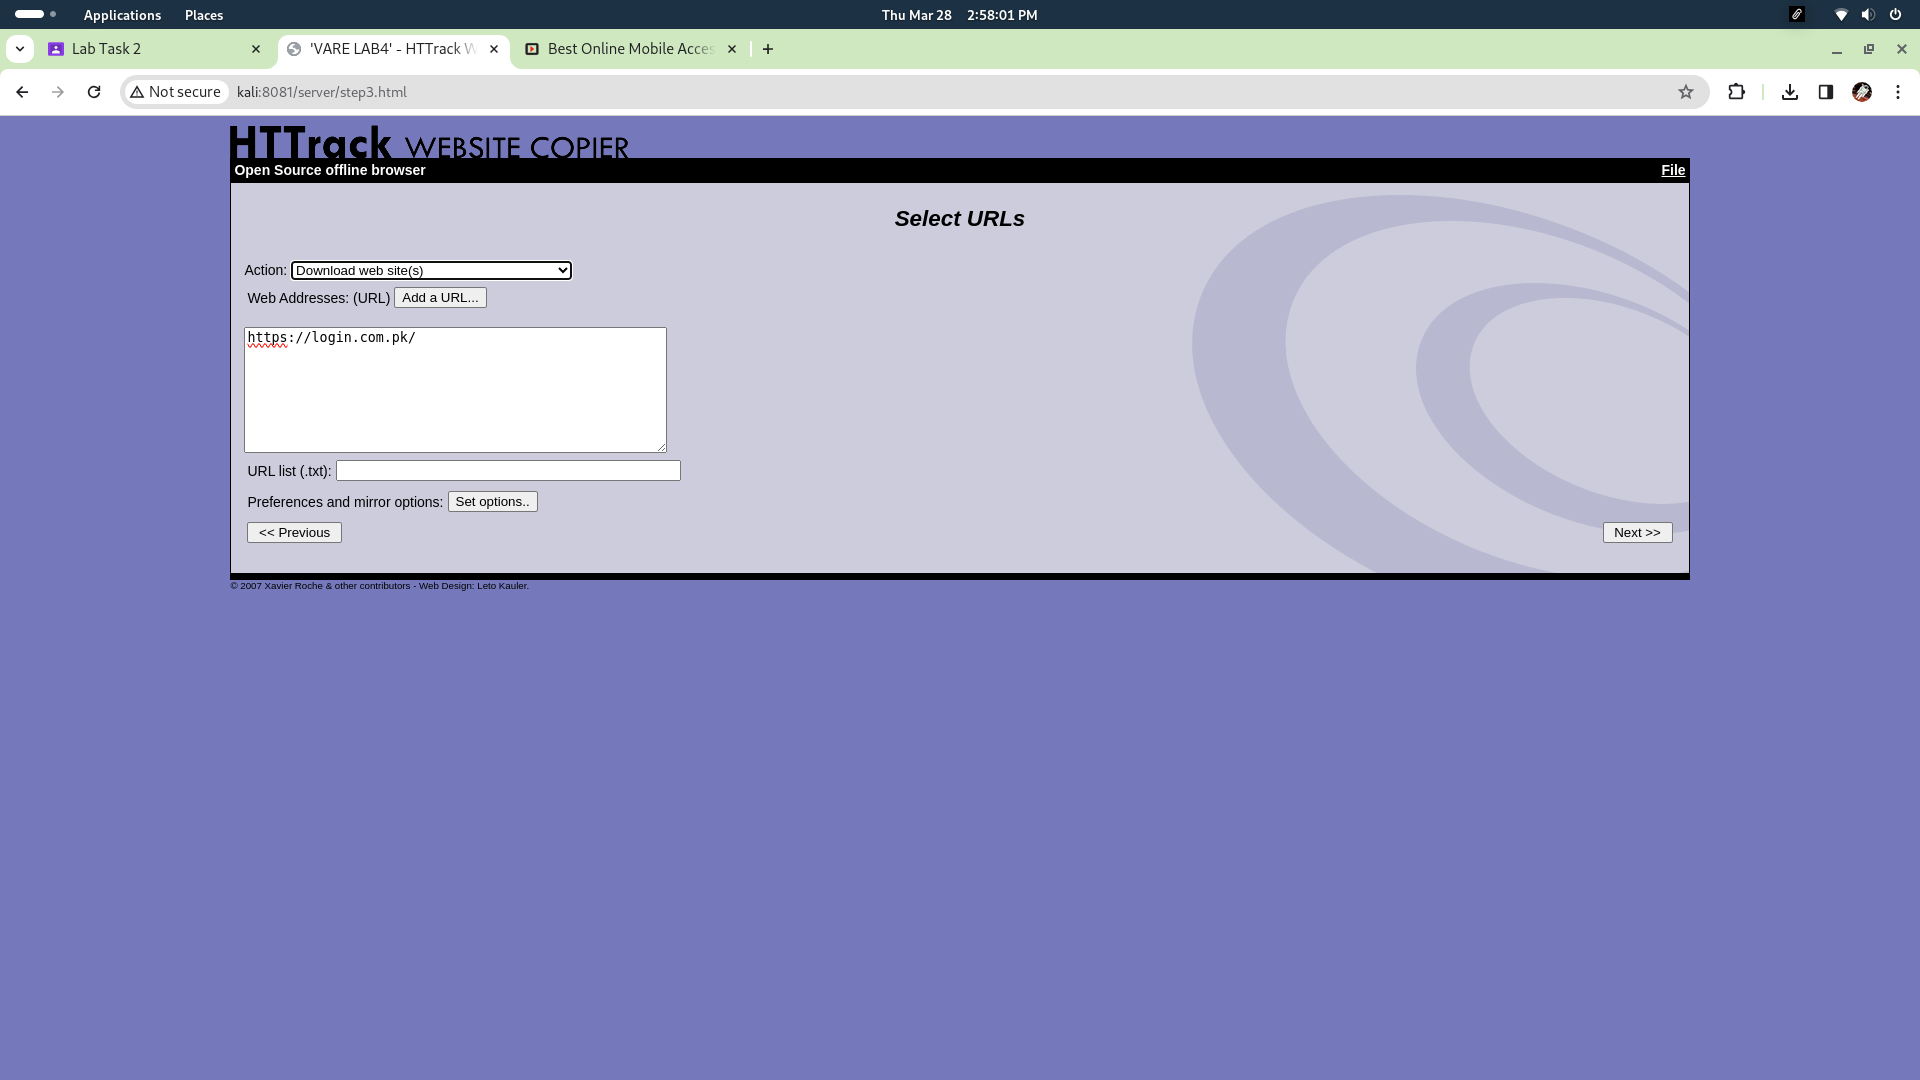 Applications Places Thu Mar 28 2:58:01 PM
Lab Task 2 'VARE LAB4' - HTTrack W Best Online Mobile Acces
Not secure kali:8081/server/step3.html
HTTrack WEBSITE COPIER
Open Source offline browser File
Select URLs
Action: Download web site(s)
Web Addresses: (URL) Add a URL...
https://login.com.pk/
URL list (.txt):
Preferences and mirror options: Set options..
<< Previous Next >>
© 2007 Xavier Roche & other contributors - Web Design: Leto Kauler.